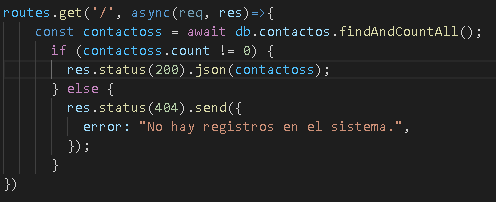 routes.get('/', async(req, res)=>{
    const contactoss = await db.contactos.findAndCountAll();
      if (contactoss.count != 0) {
        res.status(200).json(contactoss);
      } else {
        res.status(404).send({
          error: "No hay registros en el sistema.",
        });
      }
})